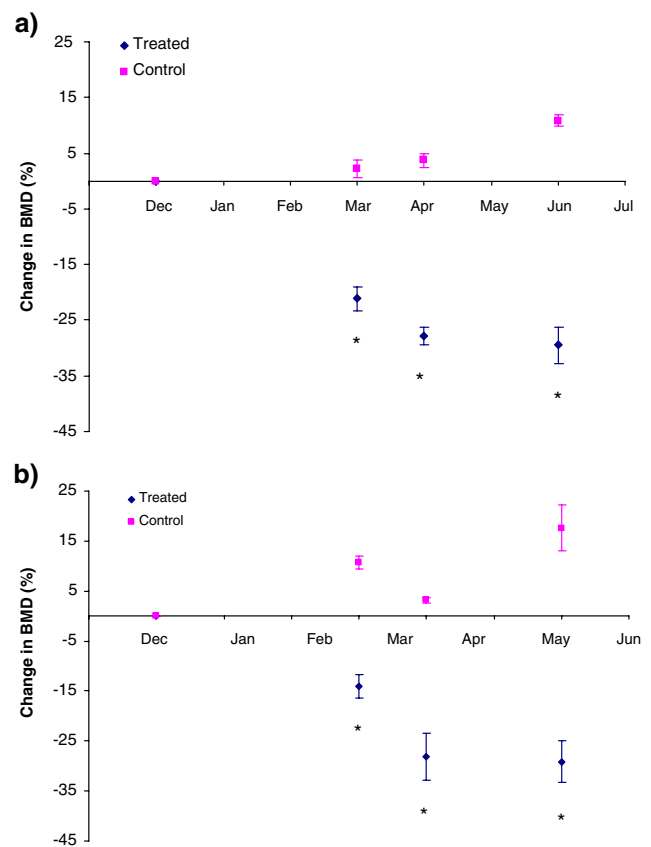 a)
25
Treated
Control
15
5
Dec Jan Feb Mar Apr May Jun Jul
-5
-15
-25
-35
-45
Change in BMD (%)
*
*
*
b)
25
Treated
Control
15
5
Dec Jan Feb Mar Apr May Jun
-5
-15
-25
-35
-45
Change in BMD (%)
*
*
*